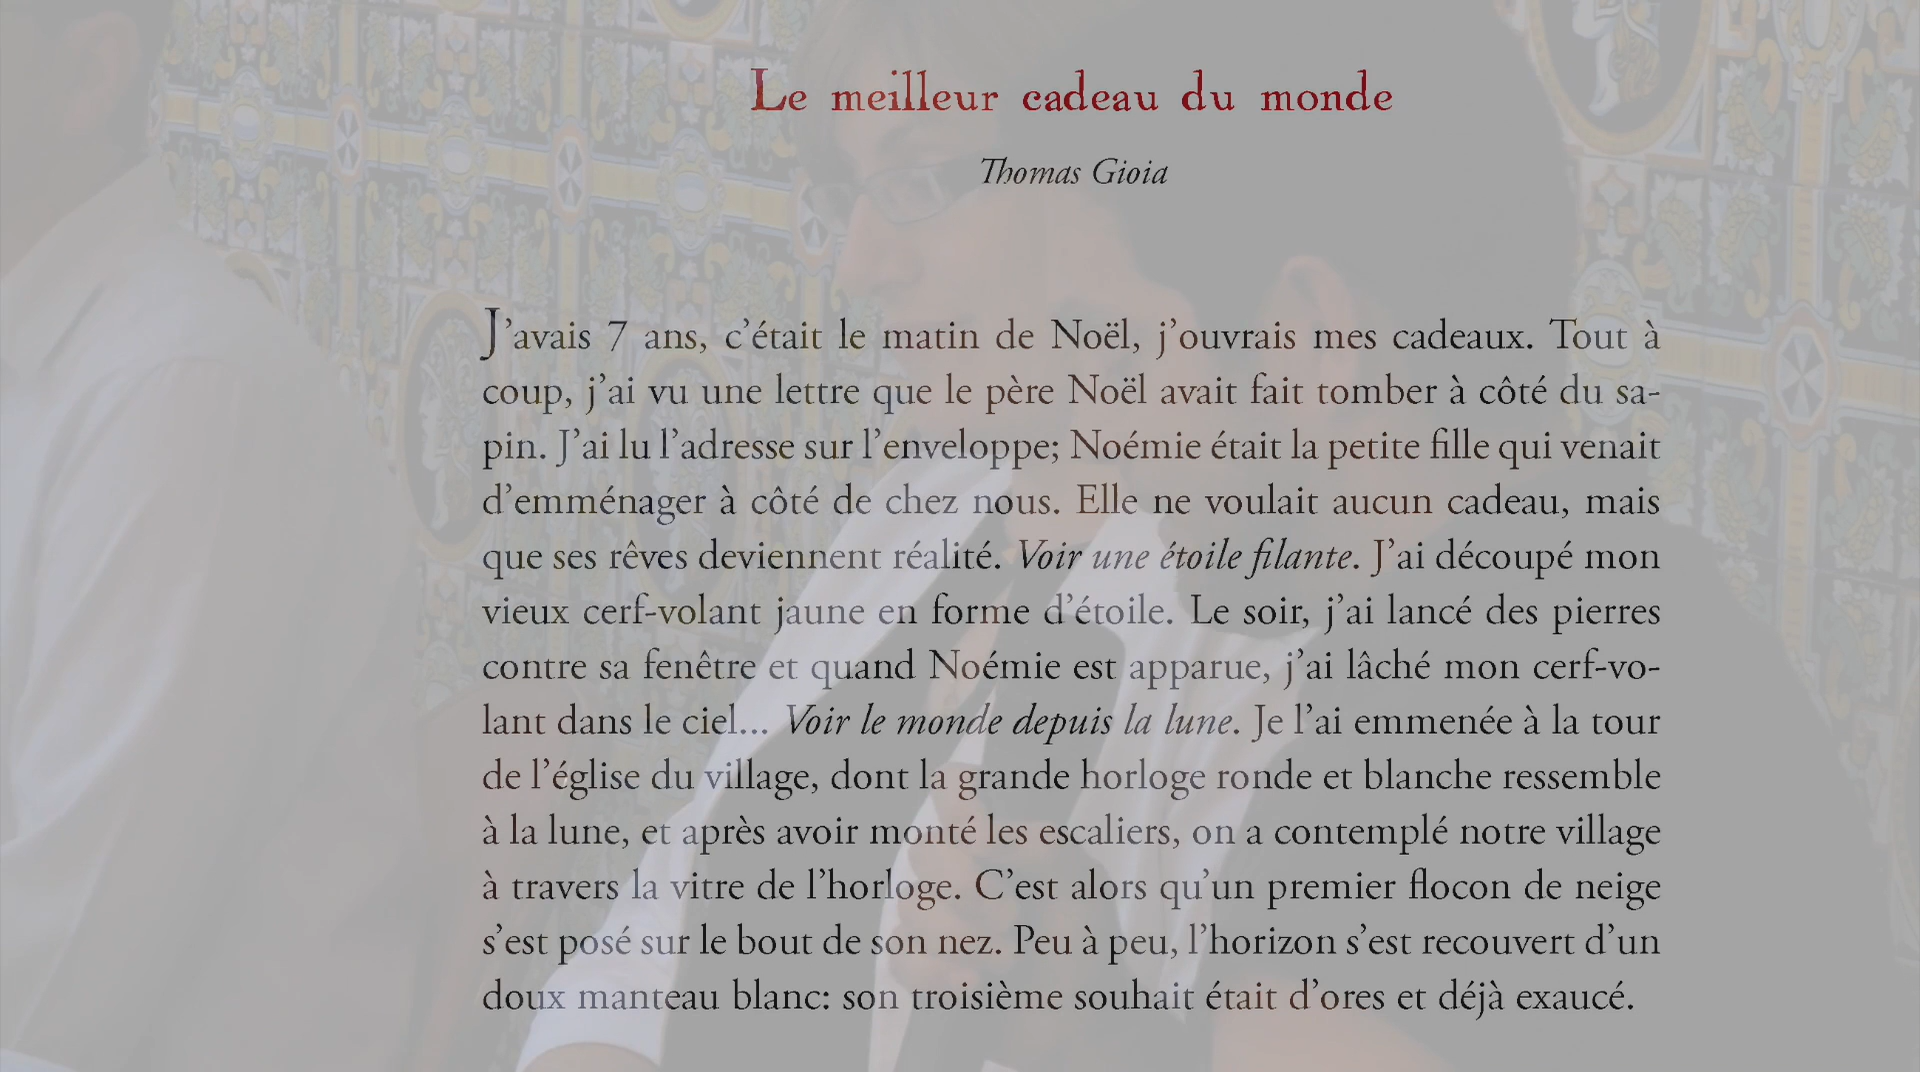 Le meilleur cadeau du monde
Thomas Gioia
J’avais 7 ans, c’était le matin de Noël, j’ouvrais mes cadeaux. Tout à
coup, j’ai vu une lettre que le père Noël avait fait tomber à côté du sa-
pin. J’ai lu l’adresse sur l’enveloppe; Noémie était la petite fille qui venait
d’emménager à côté de chez nous. Elle ne voulait aucun cadeau, mais
que ses rêves deviennent réalité. Voir une étoile filante. J’ai découpé mon
vieux cerf-volant jaune en forme d’étoile. Le soir, j’ai lancé des pierres
contre sa fenêtre et quand Noémie est apparue, j’ai lâché mon cerf-vo-
lant dans le ciel... Voir le monde depuis la lune. Je l’ai emmenée à la tour
de l’église du village, dont la grande horloge ronde et blanche ressemble
à la lune, et après avoir monté les escaliers, on a contemplé notre village
à travers la vitre de l’horloge. C’est alors qu’un premier flocon de neige
s’est posé sur le bout de son nez. Peu à peu, l’horizon s’est recouvert d’un
doux manteau blanc: son troisième souhait était d’ores et déjà exaucé.